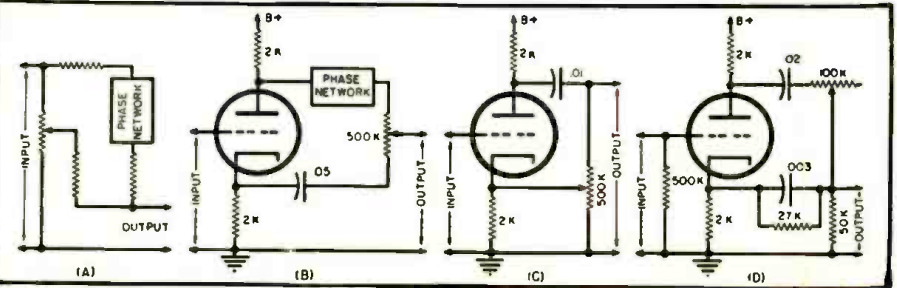 INPUT
PHASE
NETWORK
OUTPUT
(A)
B+
2K
PHASE
NETWORK
500K
.05
INPUT
OUTPUT
2K
(B)
B+
2K
.01
INPUT
OUTPUT
500K
2K
(C)
B+
2K
.02
100K
INPUT
500K
.003
27K
2K
50K
OUTPUT
(D)